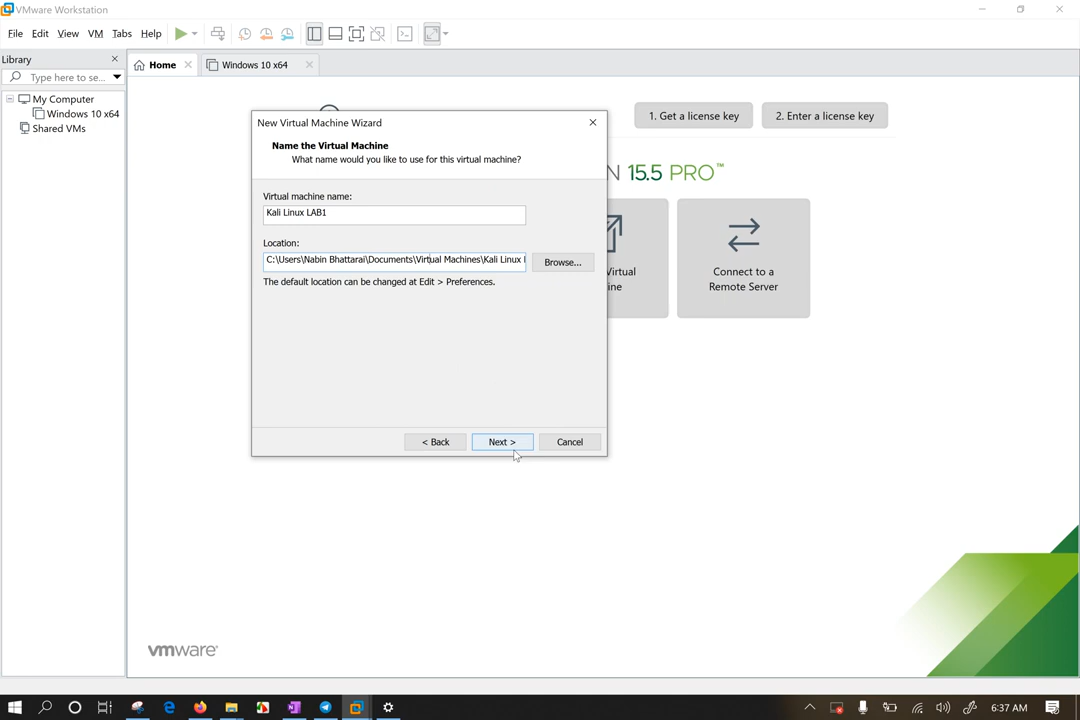 VMware Workstation
File Edit View VM Tabs Help
Library
Type here to se...
My Computer
Windows 10 x64
Shared VMs
Home
Windows 10 x64
1. Get a license key
2. Enter a license key
N 15.5 PRO™
New Virtual Machine Wizard
Name the Virtual Machine
What name would you like to use for this virtual machine?
Virtual machine name:
Kali Linux LAB1
Location:
C:\Users\Nabin Bhattarai\Documents\Virtual Machines\Kali Linux
Browse...
The default location can be changed at Edit > Preferences.
< Back
Next >
Cancel
Virtual
ine
Connect to a
Remote Server
vmware®
6:37 AM